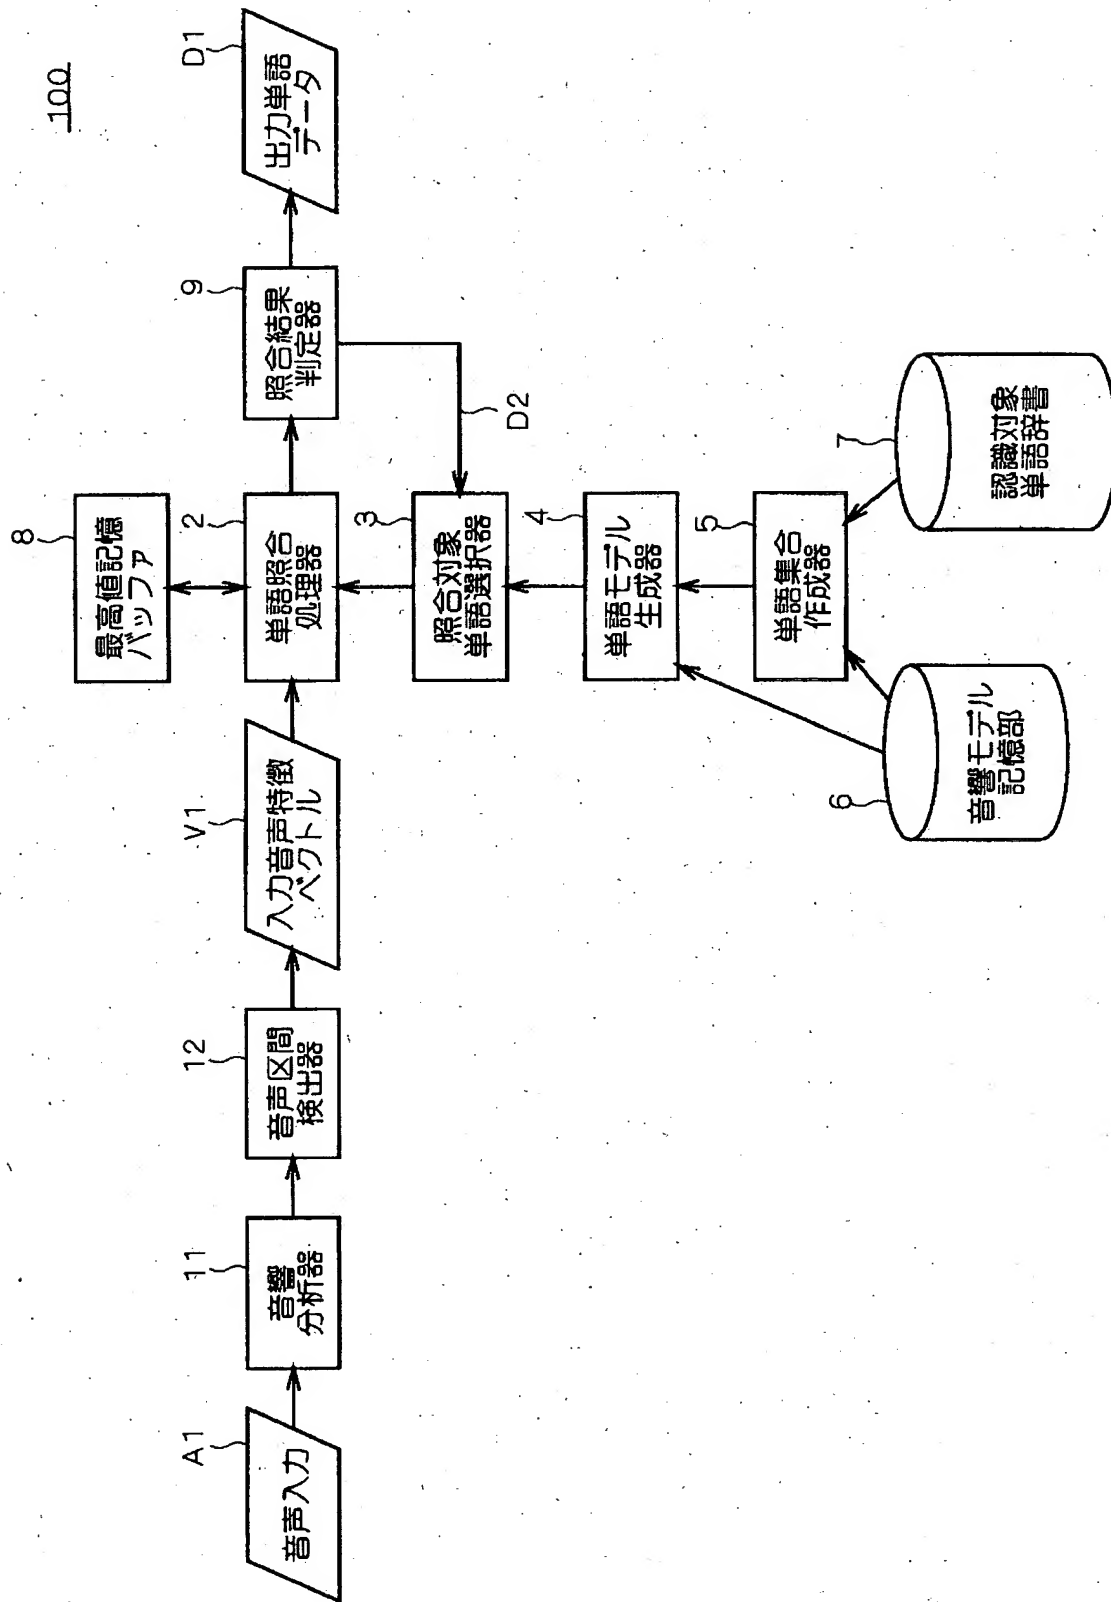 100
A1
音声入力
11
音響
分析器
12
音声区間
検出器
V1
入力音声特徴
ベクトル
8
最高値記憶
バッファ
2
単語照合
処理器
9
照合結果
判定器
D1
出力単語
データ
D2
3
照合対象
単語選択器
4
単語モデル
生成器
5
単語集合
作成器
6
音響モデル
記憶部
7
認識対象
単語辞書